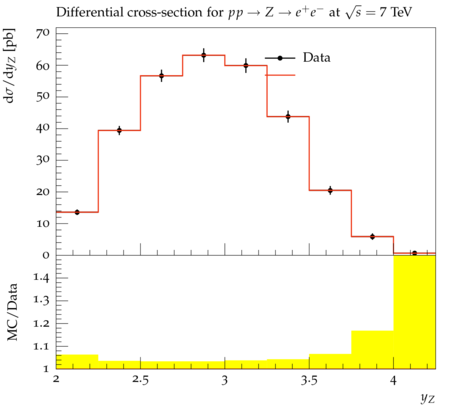 Differential cross-section for pp → Z → e⁺e⁻ at √s = 7 TeV
dσ/dy_Z [pb]
70
60
50
40
30
20
10
0
Data
MC/Data
1.4
1.3
1.2
1.1
1
2 2.5 3 3.5 4
y_Z